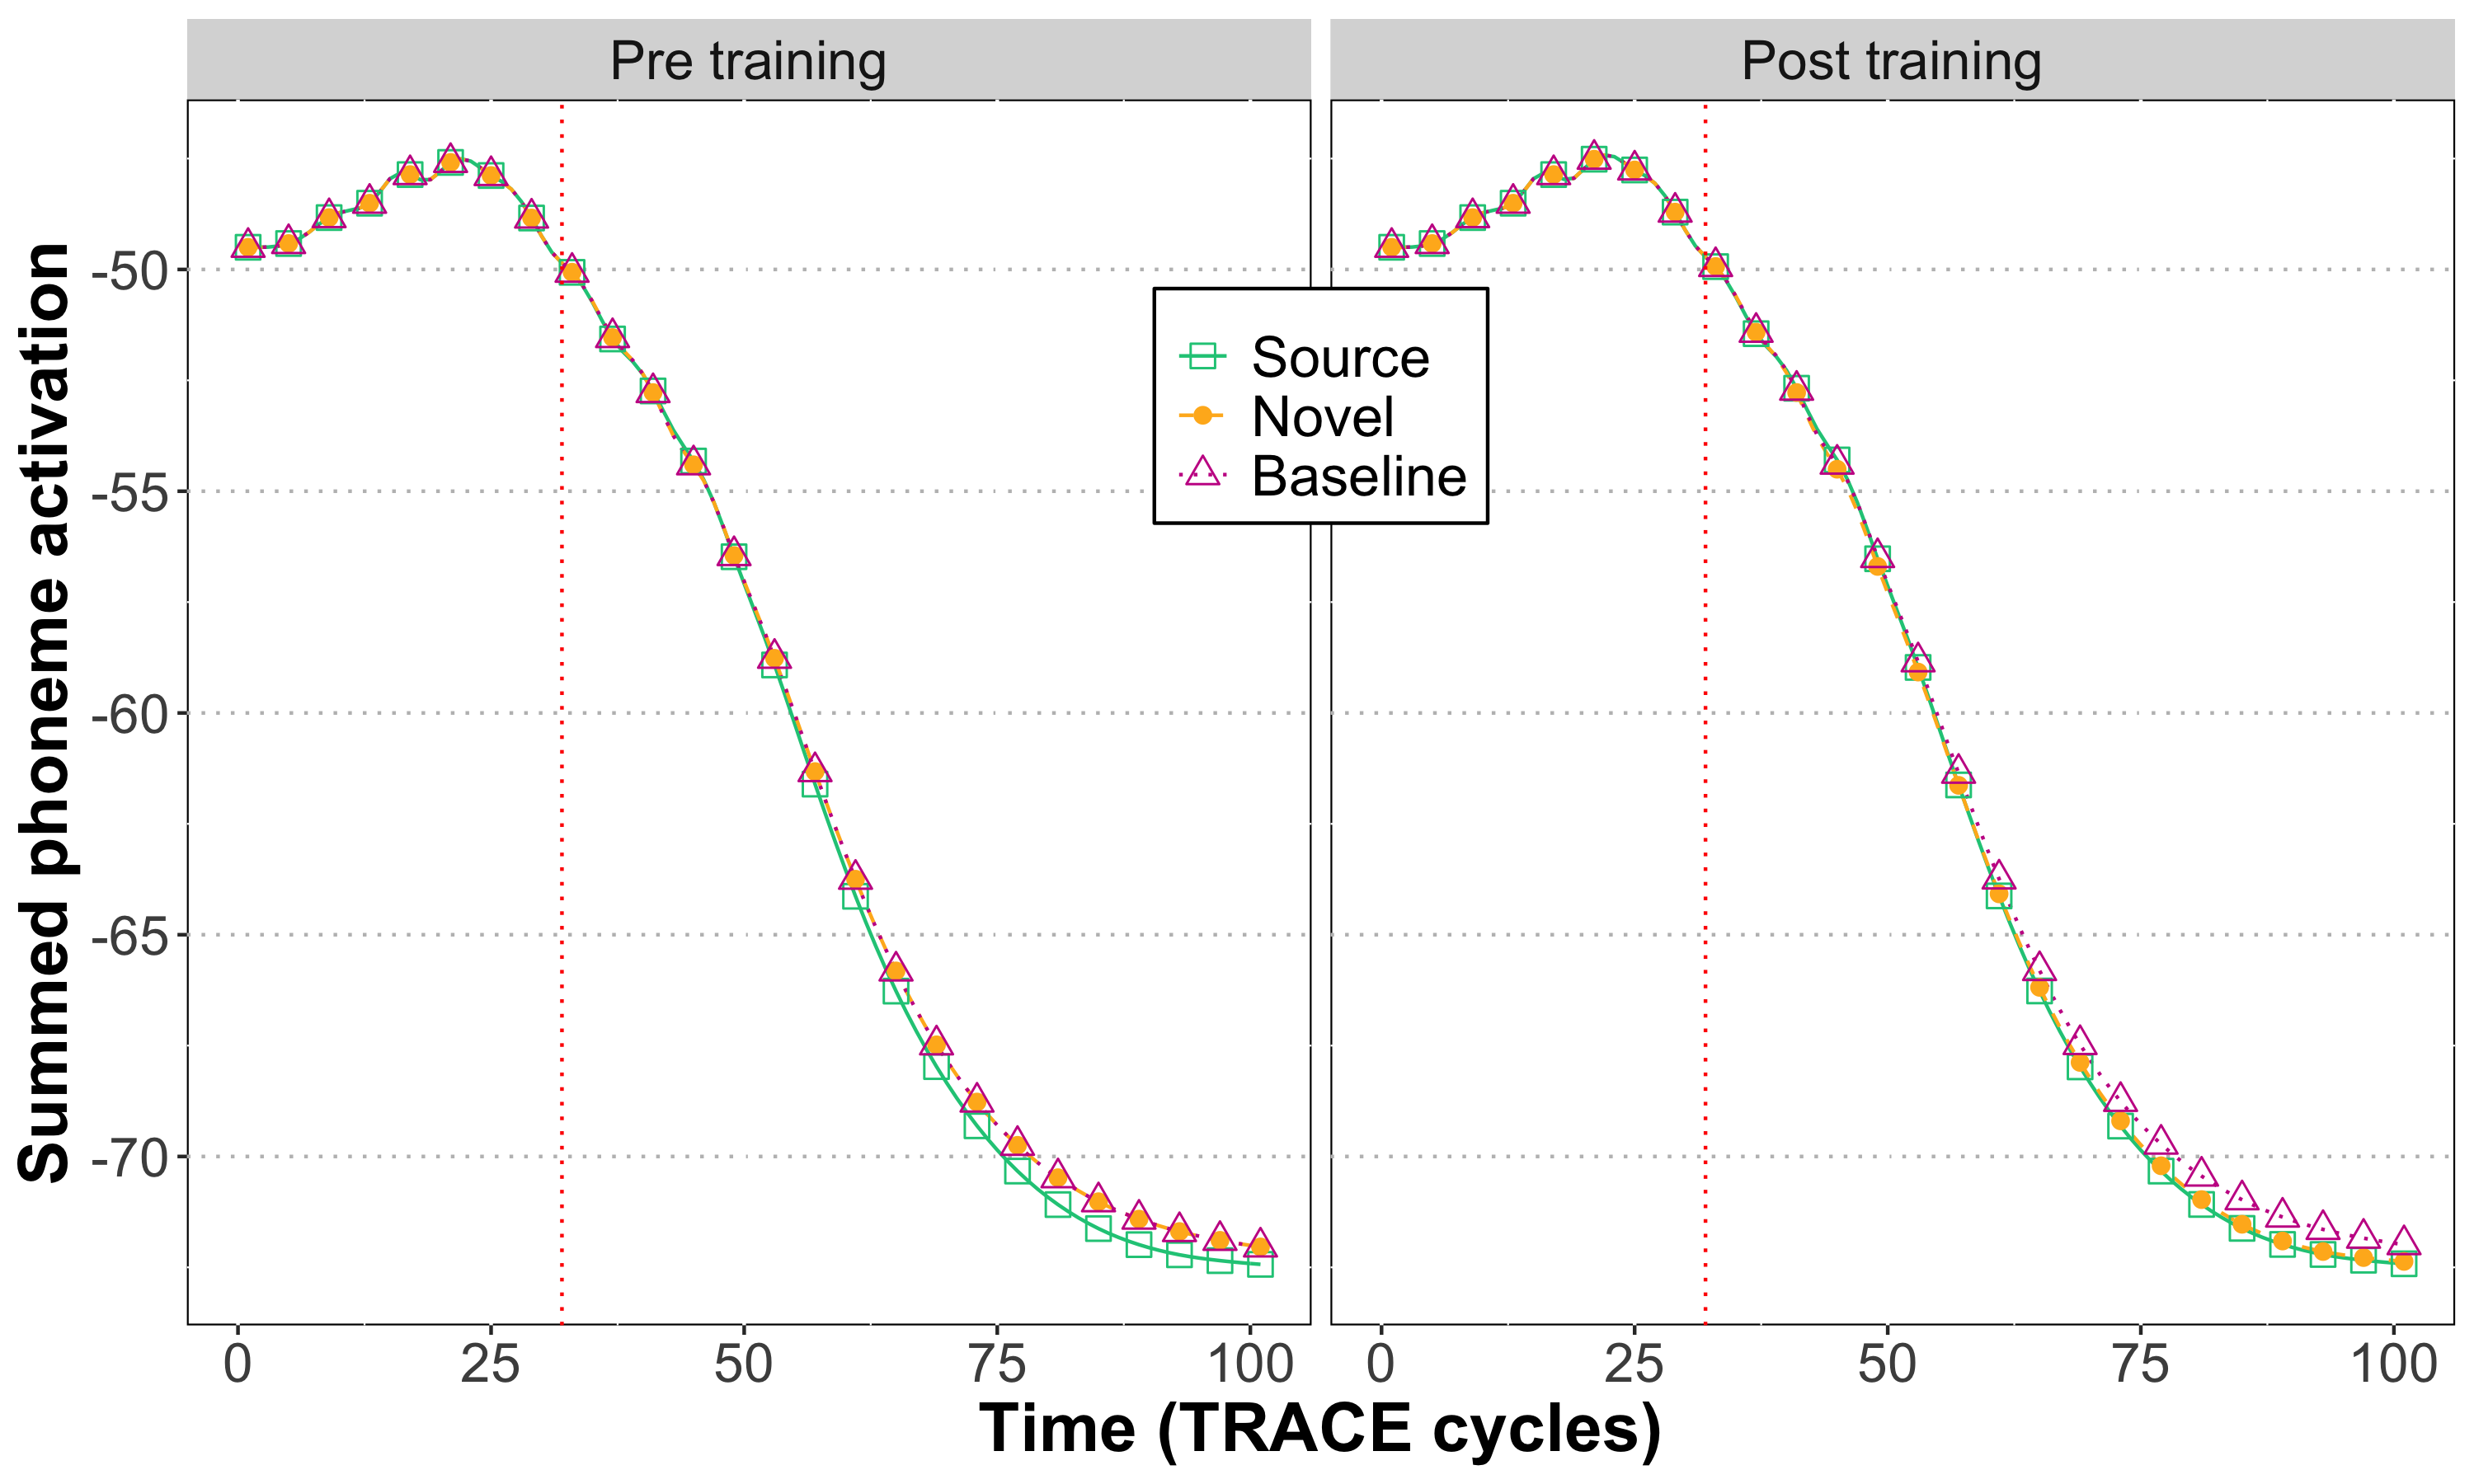 Pre training
Post training
Summed phoneme activation
-50
-55
-60
-65
-70
Source
Novel
Baseline
0 25 50 75 100
0 25 50 75 100
Time (TRACE cycles)